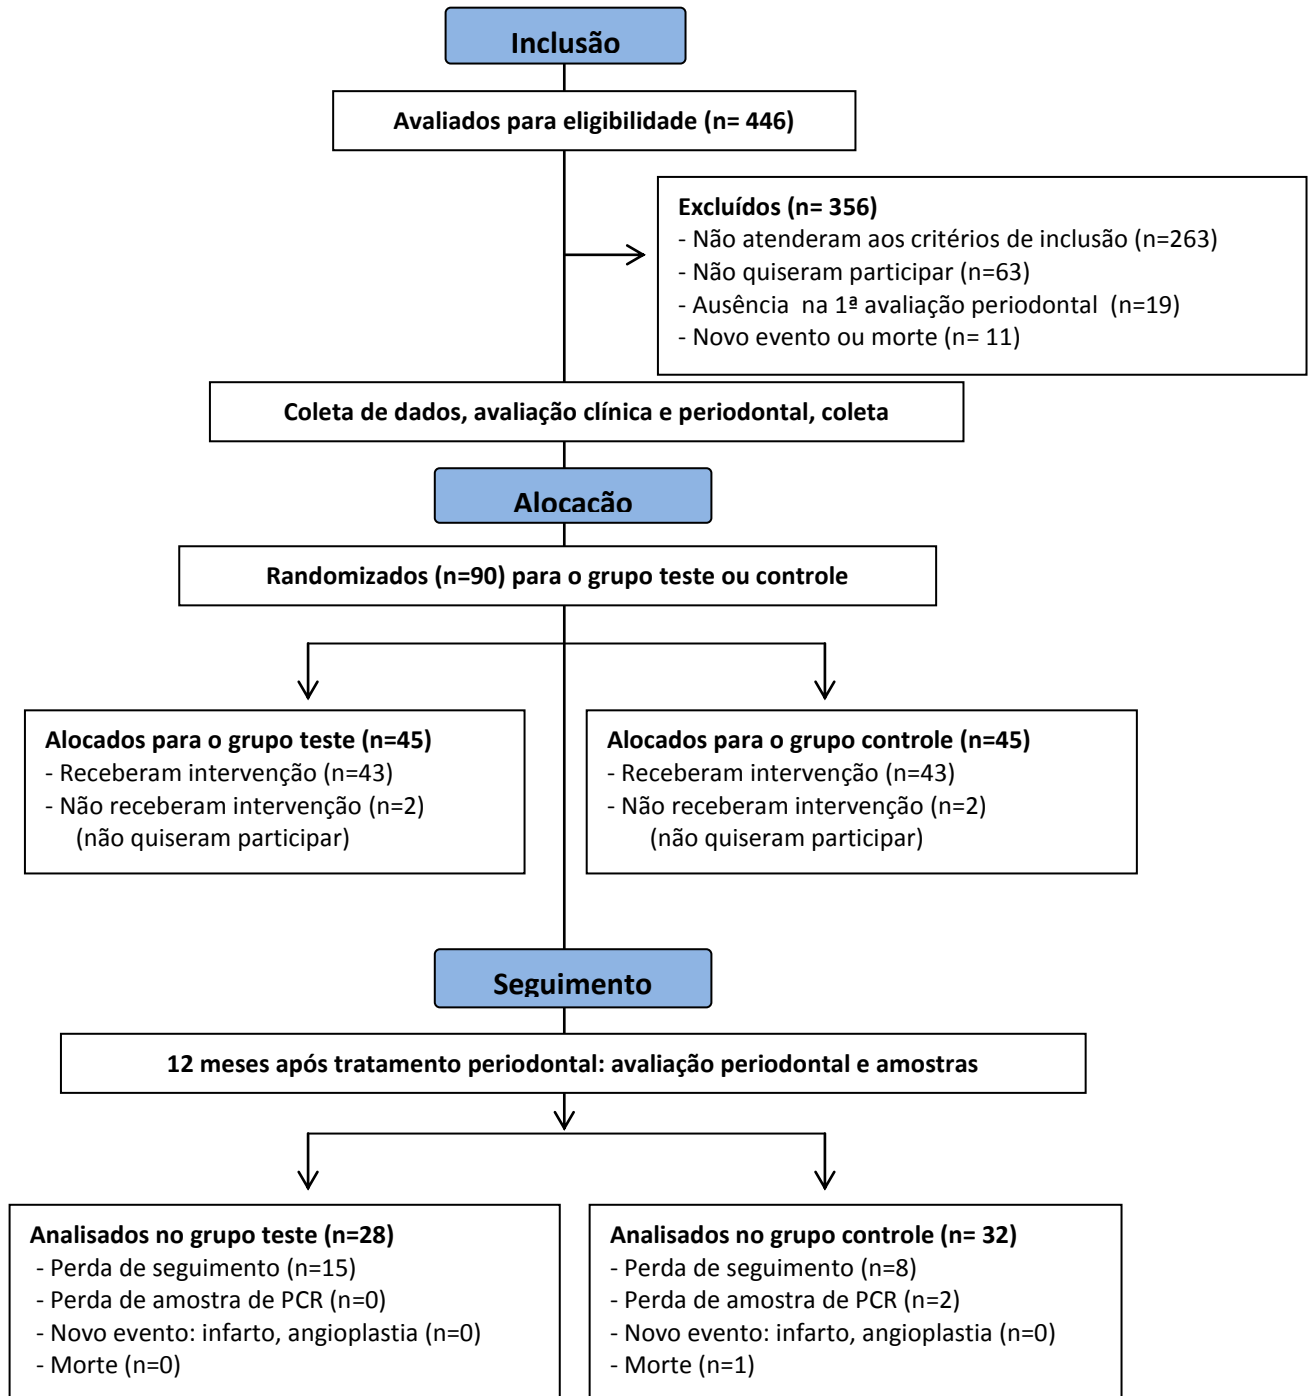 Inclusão
Avaliados para eligibilidade (n= 446)
Excluídos (n= 356)
- Não atenderam aos critérios de inclusão (n=263)
- Não quiseram participar (n=63)
- Ausência na 1ª avaliação periodontal (n=19)
- Novo evento ou morte (n= 11)
Coleta de dados, avaliação clínica e periodontal, coleta
Alocação
Randomizados (n=90) para o grupo teste ou controle
Alocados para o grupo teste (n=45)
- Receberam intervenção (n=43)
- Não receberam intervenção (n=2)
(não quiseram participar)
Alocados para o grupo controle (n=45)
- Receberam intervenção (n=43)
- Não receberam intervenção (n=2)
(não quiseram participar)
Seguimento
12 meses após tratamento periodontal: avaliação periodontal e amostras
Analisados no grupo teste (n=28)
- Perda de seguimento (n=15)
- Perda de amostra de PCR (n=0)
- Novo evento: infarto, angioplastia (n=0)
- Morte (n=0)
Analisados no grupo controle (n= 32)
- Perda de seguimento (n=8)
- Perda de amostra de PCR (n=2)
- Novo evento: infarto, angioplastia (n=0)
- Morte (n=1)